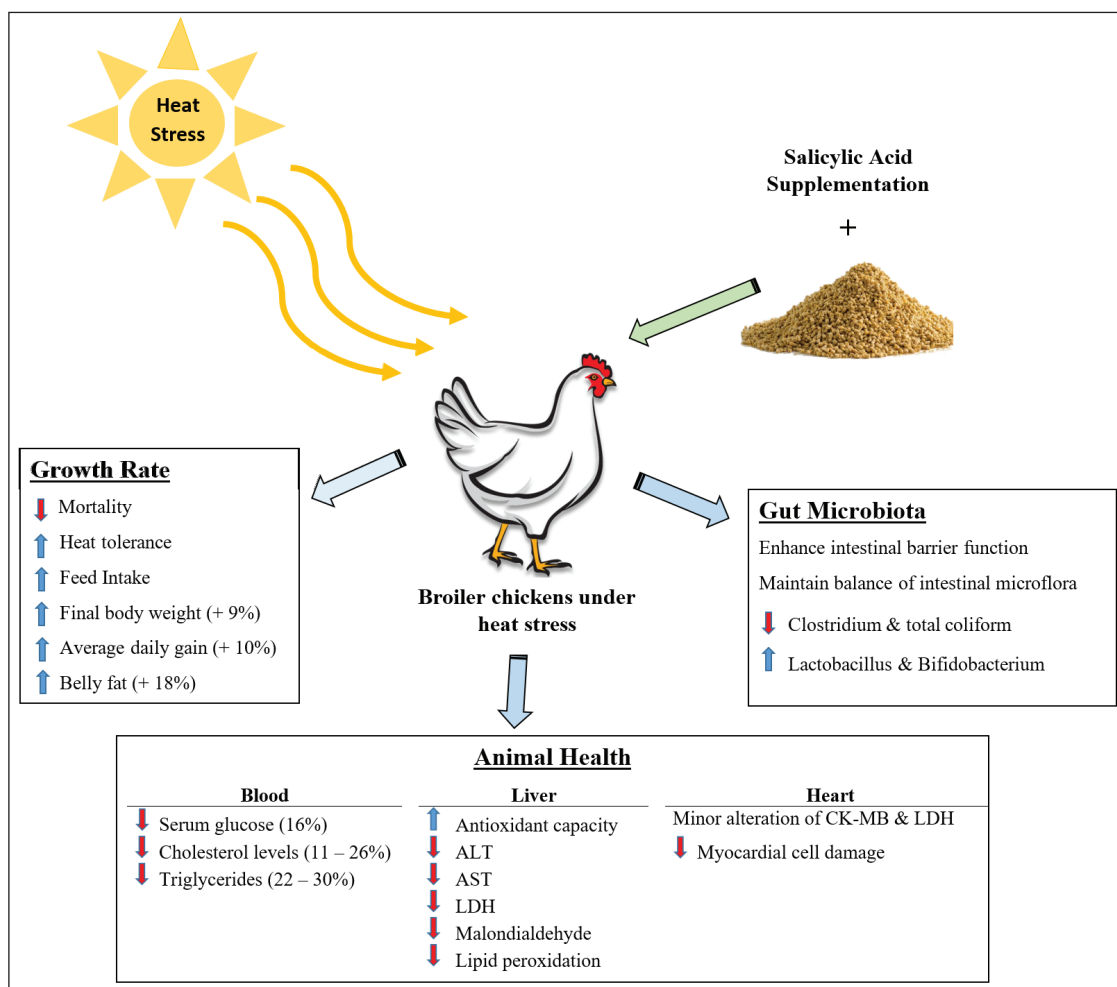 Heat
Stress
Salicylic Acid
Supplementation
+
Broiler chickens under
heat stress
Growth Rate
Mortality
Heat tolerance
Feed Intake
Final body weight (+ 9%)
Average daily gain (+ 10%)
Belly fat (+ 18%)
Gut Microbiota
Enhance intestinal barrier function
Maintain balance of intestinal microflora
Clostridium & total coliform
Lactobacillus & Bifidobacterium
Animal Health
Blood
Serum glucose (16%)
Cholesterol levels (11 – 26%)
Triglycerides (22 – 30%)
Liver
Antioxidant capacity
ALT
AST
LDH
Malondialdehyde
Lipid peroxidation
Heart
Minor alteration of CK-MB & LDH
Myocardial cell damage